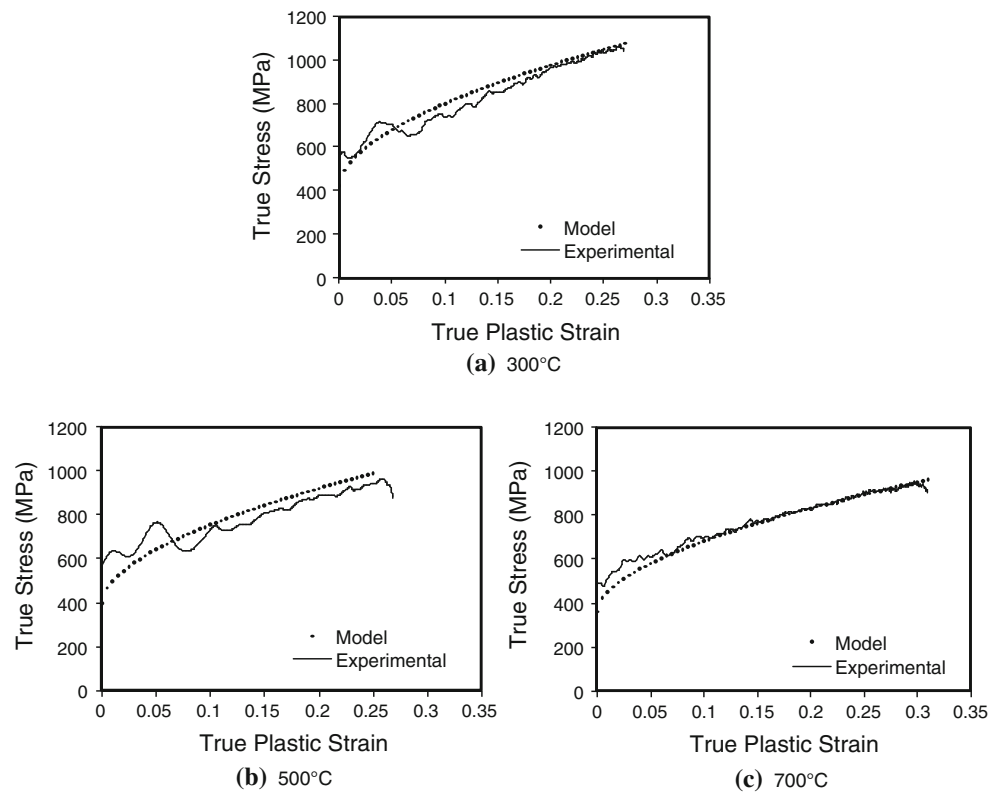 1200
1000
800
600
400
200
0
True Stress (MPa)
Model
Experimental
0 0.05 0.1 0.15 0.2 0.25 0.3 0.35
True Plastic Strain
(a) 300°C
1200
1000
800
600
400
200
0
True Stress (MPa)
Model
Experimental
0 0.05 0.1 0.15 0.2 0.25 0.3 0.35
True Plastic Strain
(b) 500°C
1200
1000
800
600
400
200
0
True Stress (MPa)
Model
Experimental
0 0.05 0.1 0.15 0.2 0.25 0.3 0.35
True Plastic Strain
(c) 700°C